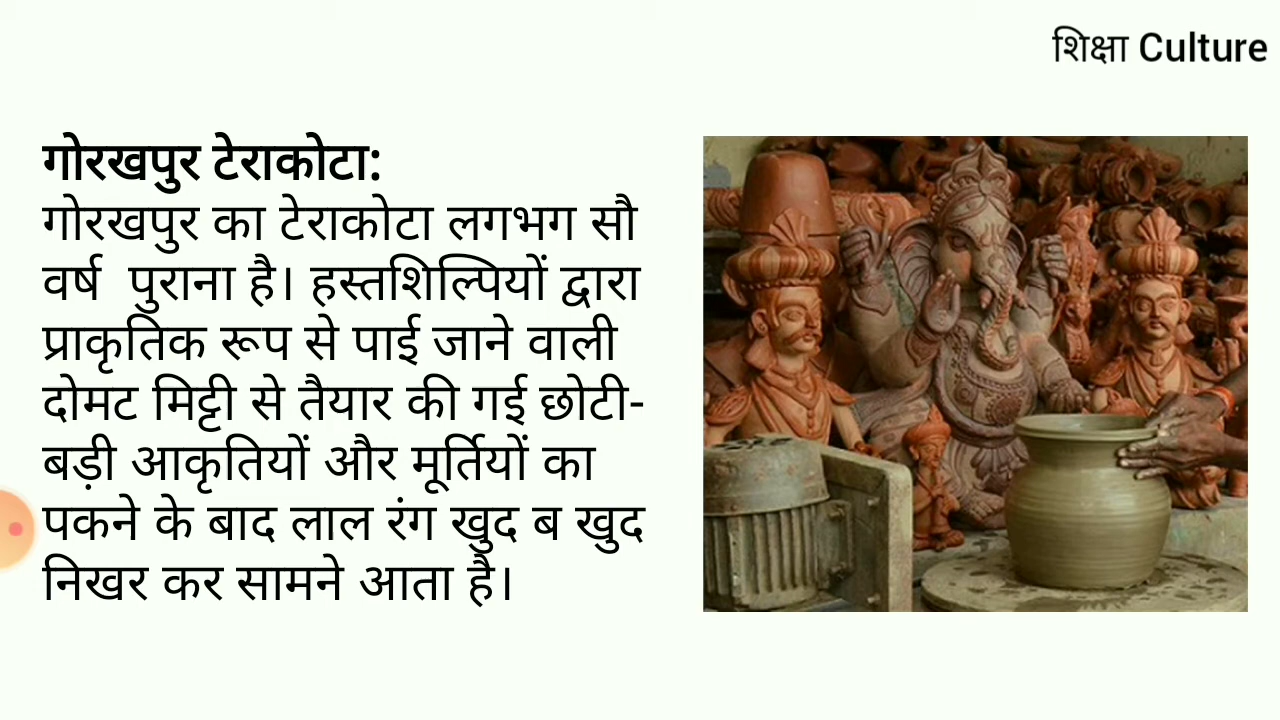 शिक्षा Culture
गोरखपुर टेराकोटा:
गोरखपुर का टेराकोटा लगभग सौ
वर्ष  पुराना है। हस्तशिल्पियों द्वारा
प्राकृतिक रूप से पाई जाने वाली
दोमट मिट्टी से तैयार की गई छोटी-
बड़ी आकृतियों और मूर्तियों का
पकने के बाद लाल रंग खुद ब खुद
निखर कर सामने आता है।